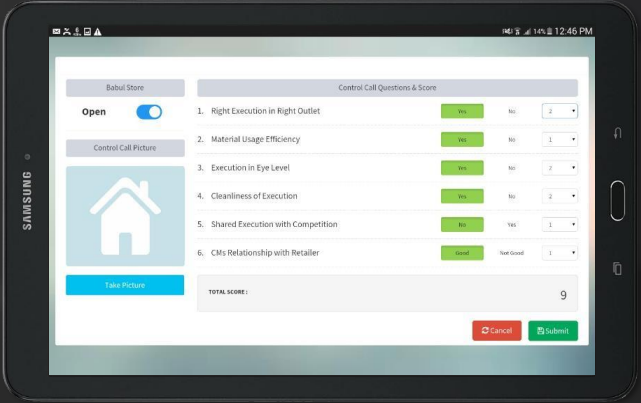 14% 12:46 PM
Babul Store
Control Call Questions & Score
Open
1. Right Execution in Right Outlet Yes No 2
Control Call Picture
2. Material Usage Efficiency Yes No 1
3. Execution in Eye Level Yes No 2
4. Cleanliness of Execution Yes No 2
5. Shared Execution with Competition No Yes 1
6. CMs Relationship with Retailer Good Not Good 1
Take Picture
TOTAL SCORE : 9
Cancel Submit
SAMSUNG